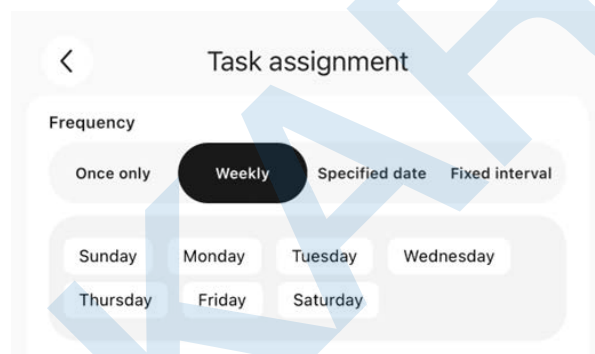 Task assignment
Frequency
Once only Weekly Specified date Fixed interval
Sunday Monday Tuesday Wednesday
Thursday Friday Saturday